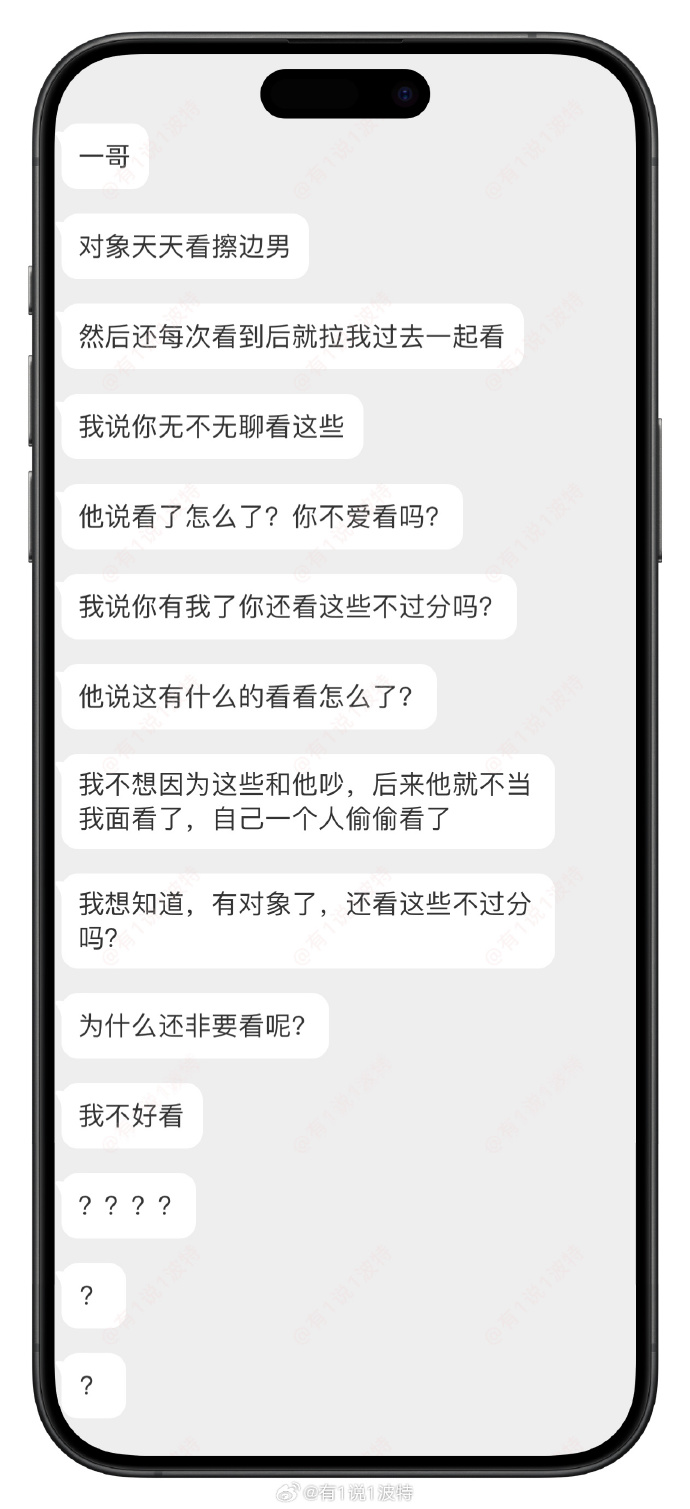 一哥
对象天天看擦边男
然后还每次看到后就拉我过去一起看
我说你无不无聊看这些
他说看了怎么了？你不爱看吗？
我说你有我了你还看这些不过分吗？
他说这有什么的看看怎么了？
我不想因为这些和他吵，后来他就不当
我面看了，自己一个人偷偷看了
我想知道，有对象了，还看这些不过分
吗？
为什么还非要看呢？
我不好看
？？？？
？
？
@有1说1波特